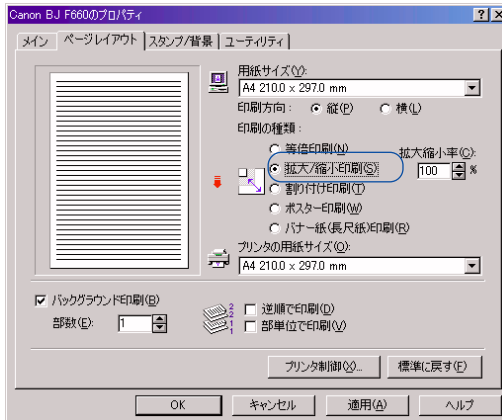 Canon BJ F660のプロパティ
メイン ページレイアウト スタンプ/背景 ユーティリティ
用紙サイズ(Y):
A4 210.0 x 297.0 mm
印刷方向: 縦(P) 横(L)
印刷の種類:
等倍印刷(N)
拡大/縮小印刷(S)
拡大縮小率(C):
100 %
割り付け印刷(T)
ポスター印刷(W)
バナー紙(長尺紙)印刷(R)
プリンタの用紙サイズ(O):
A4 210.0 x 297.0 mm
バックグラウンド印刷(B)
部数(E): 1
2 2 1 1
逆順で印刷(D)
部単位で印刷(V)
プリンタ制御(X)... 標準に戻す(F)
OK キャンセル 適用(A) ヘルプ